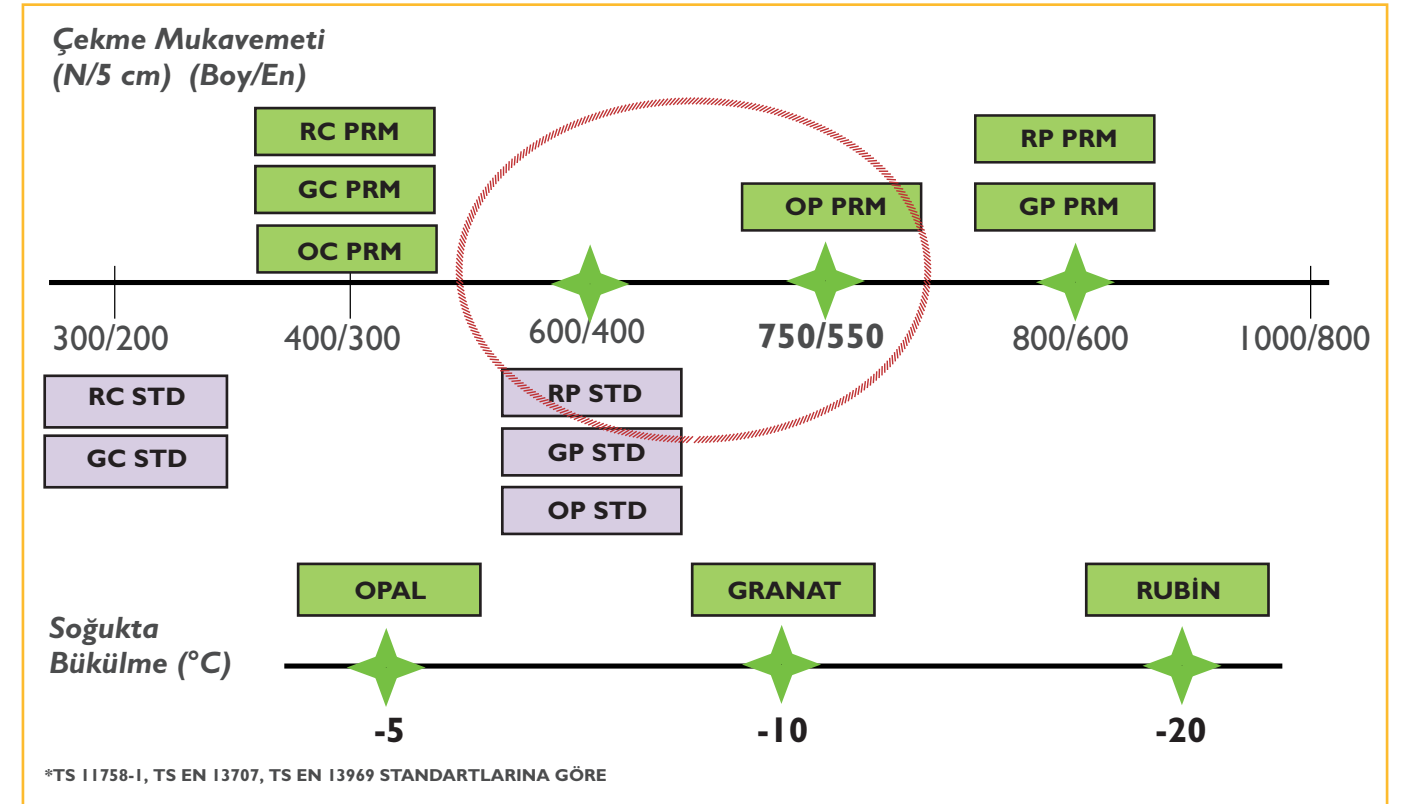 Çekme Mukavemeti
(N/5 cm) (Boy/En)
RC PRM
GC PRM
OC PRM
OP PRM
RP PRM
GP PRM
300/200
400/300
600/400
750/550
800/600
1000/800
RC STD
GC STD
RP STD
GP STD
OP STD
OPAL
GRANAT
RUBİN
Soğukta
Bükülme (°C)
-5
-10
-20
*TS 11758-1, TS EN 13707, TS EN 13969 STANDARTLARINA GÖRE